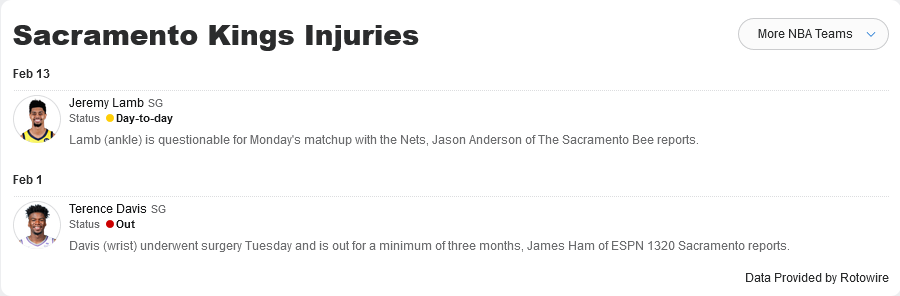 Sacramento Kings Injuries
More NBA Teams
Feb 13
Jeremy Lamb SG
Status Day-to-day
Lamb (ankle) is questionable for Monday's matchup with the Nets, Jason Anderson of The Sacramento Bee reports.
Feb 1
Terence Davis SG
Status Out
Davis (wrist) underwent surgery Tuesday and is out for a minimum of three months, James Ham of ESPN 1320 Sacramento reports.
Data Provided by Rotowire